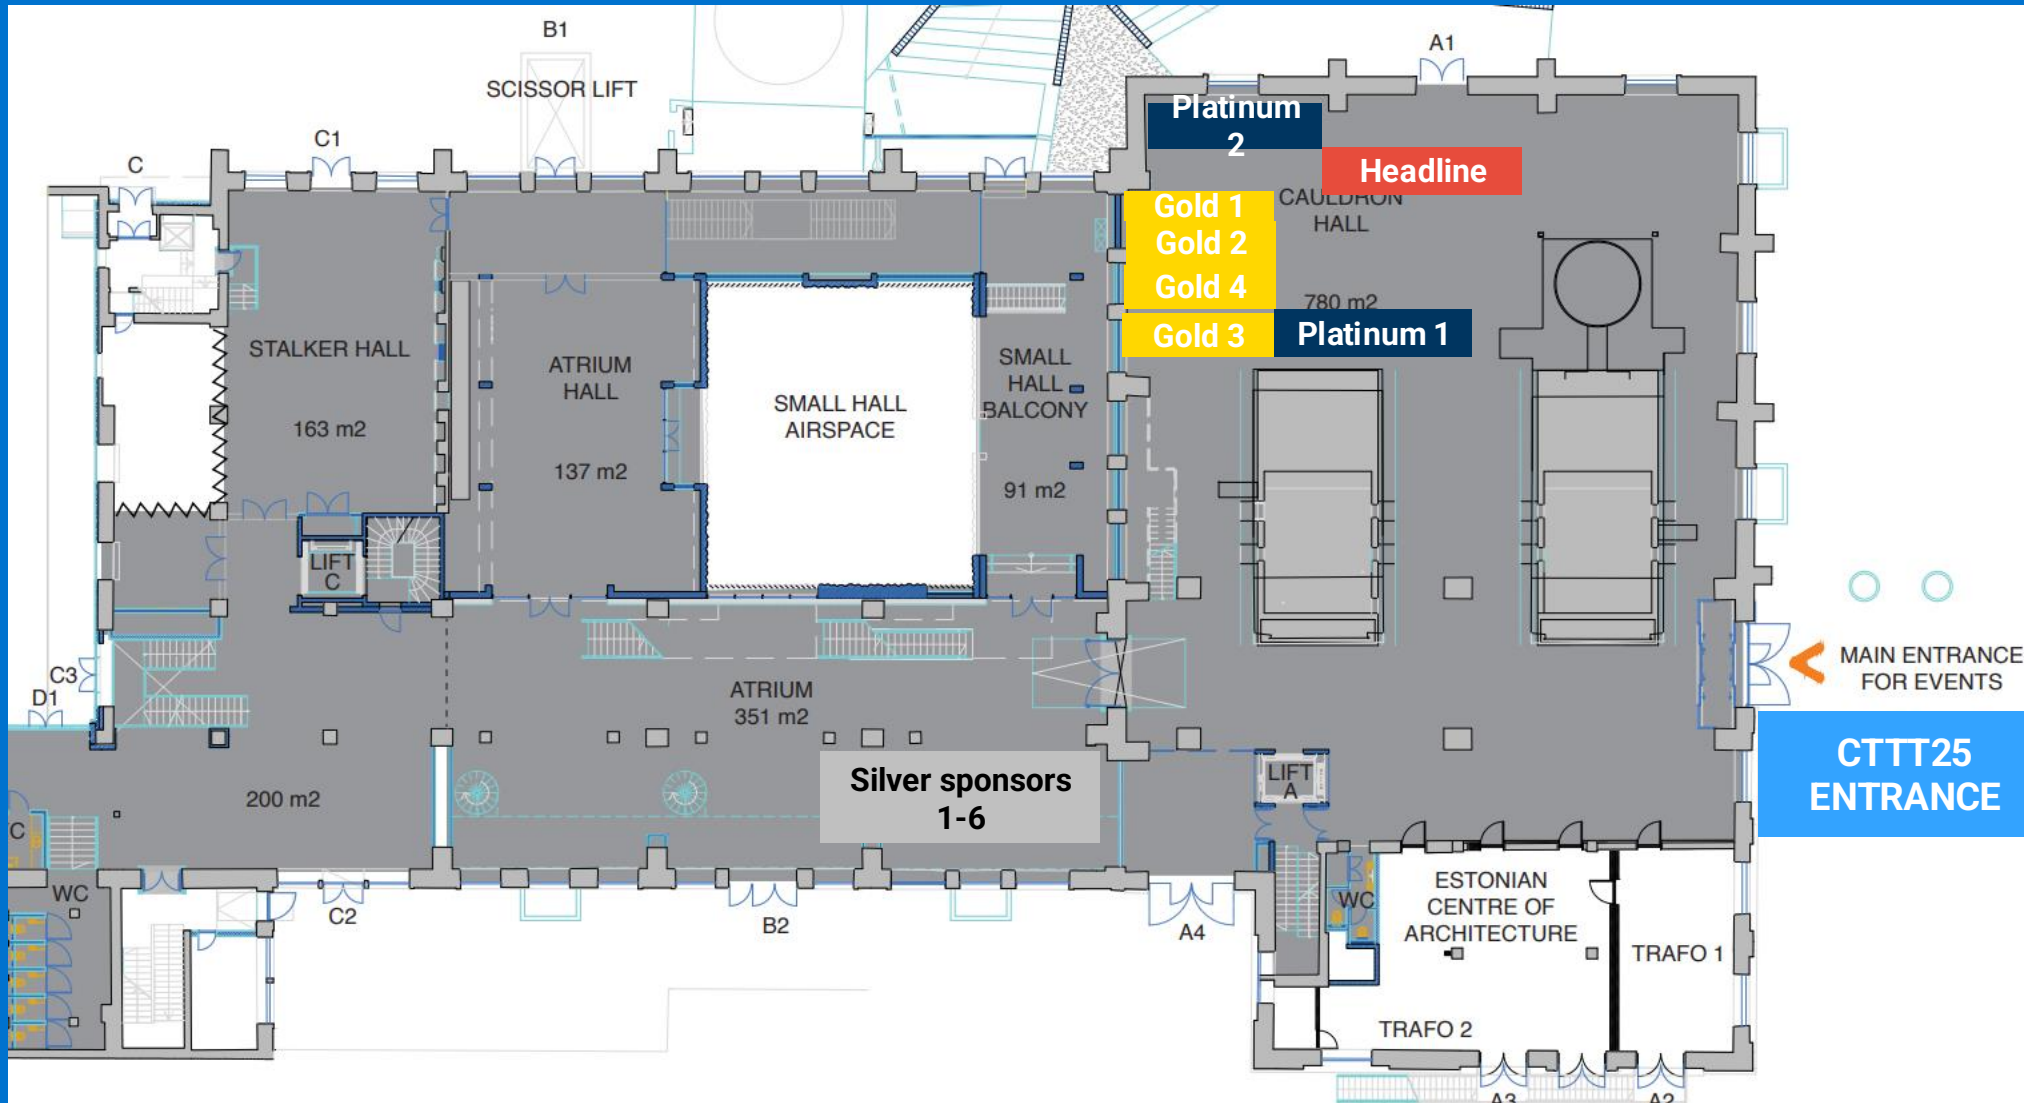 B1
A1
SCISSOR LIFT
Platinum
2
C1
C
Headline
Gold 1
CAULDRON
HALL
Gold 2
Gold 4
780 m2
Gold 3
Platinum 1
STALKER HALL
163 m2
ATRIUM
HALL
137 m2
SMALL HALL
AIRSPACE
SMALL
HALL
BALCONY
91 m2
LIFT
C
C3
D1
MAIN ENTRANCE
FOR EVENTS
ATRIUM
351 m2
CTTT25
ENTRANCE
Silver sponsors
1-6
LIFT
A
200 m2
C
WC
C2
B2
A4
WC
ESTONIAN
CENTRE OF
ARCHITECTURE
TRAFO 1
TRAFO 2
A3
A2